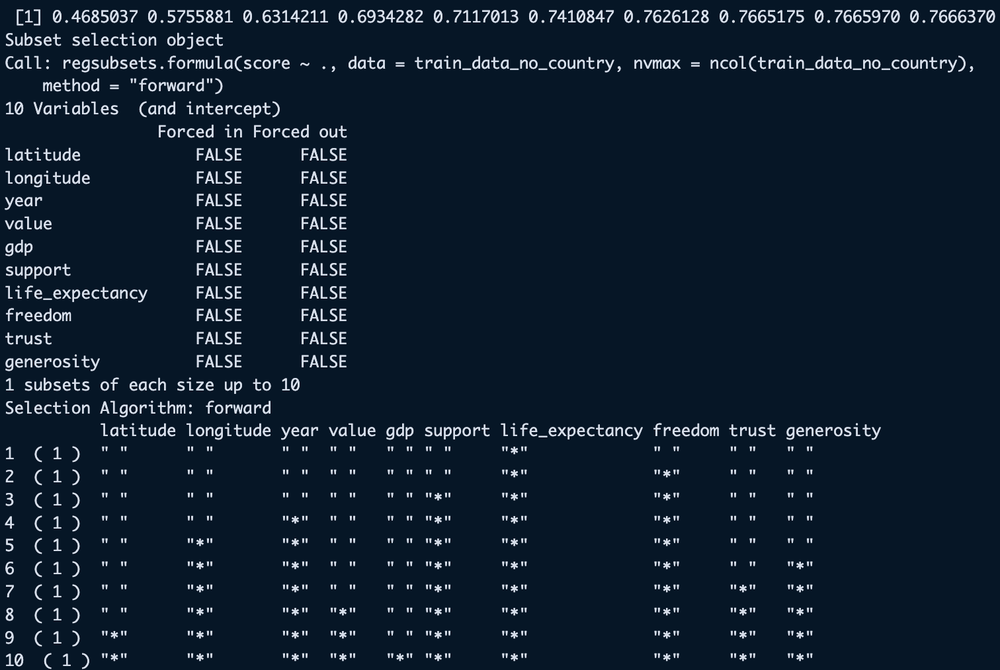 [1] 0.4685037 0.5755881 0.6314211 0.6934282 0.7117013 0.7410847 0.7626128 0.7665175 0.7665970 0.7666370
Subset selection object
Call: regsubsets.formula(score ~ ., data = train_data_no_country, nvmax = ncol(train_data_no_country),
    method = "forward")
10 Variables  (and intercept)
                Forced in Forced out
latitude            FALSE      FALSE
longitude           FALSE      FALSE
year                FALSE      FALSE
value               FALSE      FALSE
gdp                 FALSE      FALSE
support             FALSE      FALSE
life_expectancy     FALSE      FALSE
freedom             FALSE      FALSE
trust               FALSE      FALSE
generosity          FALSE      FALSE
1 subsets of each size up to 10
Selection Algorithm: forward
          latitude longitude year value gdp support life_expectancy freedom trust generosity
1  ( 1 )  " "      " "       " "  " "   " " " "     "*"             " "     " "   " "
2  ( 1 )  " "      " "       " "  " "   " " " "     "*"             "*"     " "   " "
3  ( 1 )  " "      " "       " "  " "   " " "*"     "*"             "*"     " "   " "
4  ( 1 )  " "      " "       "*"  " "   " " "*"     "*"             "*"     " "   " "
5  ( 1 )  " "      "*"       "*"  " "   " " "*"     "*"             "*"     " "   " "
6  ( 1 )  " "      "*"       "*"  " "   " " "*"     "*"             "*"     " "   "*"
7  ( 1 )  " "      "*"       "*"  " "   " " "*"     "*"             "*"     "*"   "*"
8  ( 1 )  " "      "*"       "*"  "*"   " " "*"     "*"             "*"     "*"   "*"
9  ( 1 )  "*"      "*"       "*"  "*"   " " "*"     "*"             "*"     "*"   "*"
10  ( 1 ) "*"      "*"       "*"  "*"   "*" "*"     "*"             "*"     "*"   "*"